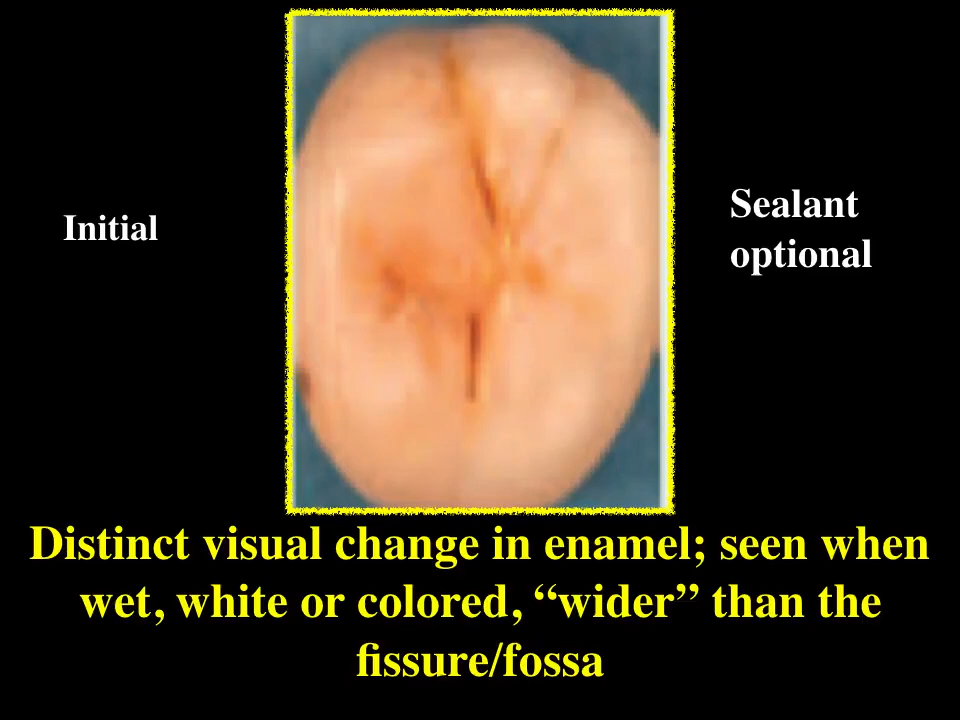 Initial
Sealant
optional
Distinct visual change in enamel; seen when
wet, white or colored, “wider” than the
fissure/fossa